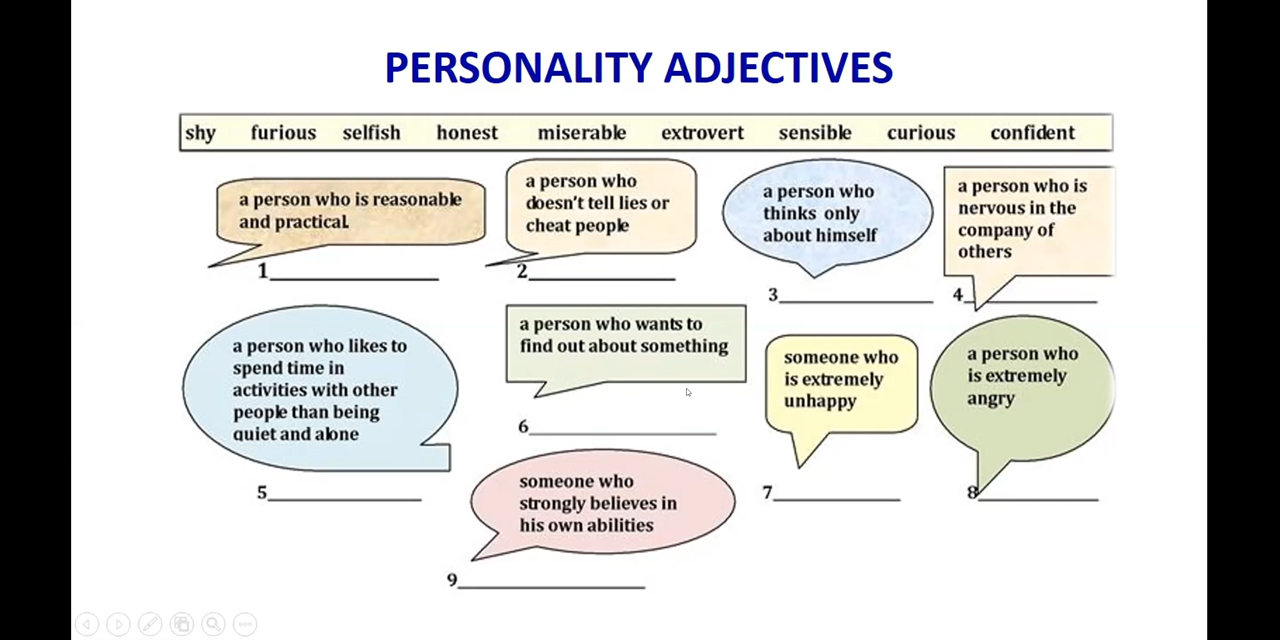 PERSONALITY ADJECTIVES
shy furious selfish honest miserable extrovert sensible curious confident
a person who is reasonable
and practical.
1
a person who
doesn't tell lies or
cheat people
2
a person who
thinks only
about himself
3
a person who is
nervous in the
company of
others
4
a person who likes to
spend time in
activities with other
people than being
quiet and alone
5
a person who wants to
find out about something
6
someone who
is extremely
unhappy
7
a person who
is extremely
angry
8
someone who
strongly believes in
his own abilities
9